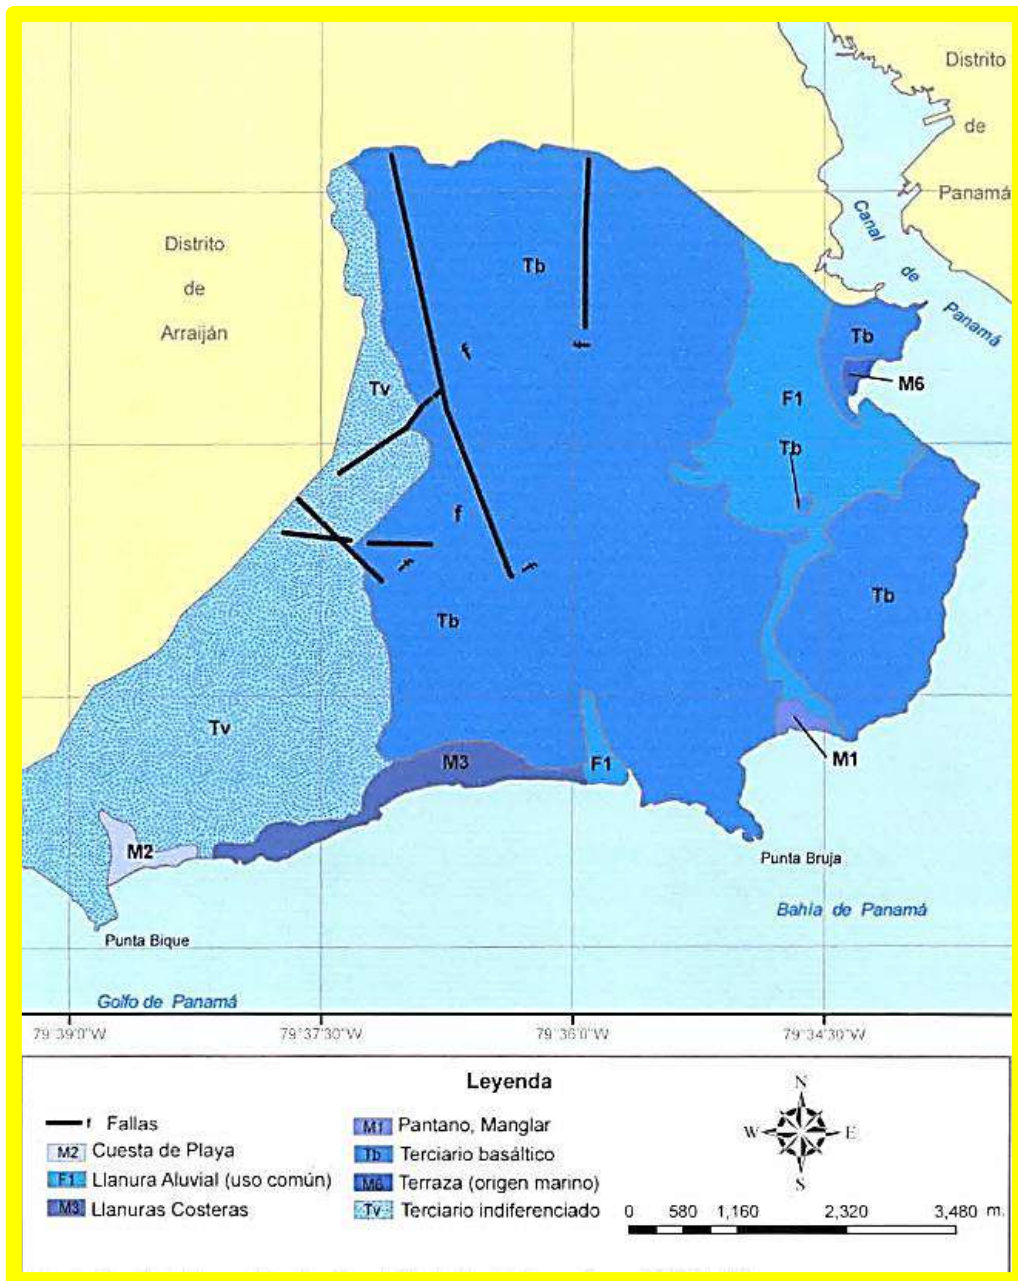 Distrito
de
Panamá
Canal
de
Panamá
Distrito
de
Arraiján
Tb
f
f
Tb
M6
Tv
F1
Tb
f
f
f
Tb
Tb
Tv
M3
F1
M1
M2
Punta Bruja
Bahía de Panamá
Punta Bique
Golfo de Panamá
79°39'0"W
79°37'30"W
79°36'0"W
79°34'30"W
Leyenda
f Fallas
M2 Cuesta de Playa
F1 Llanura Aluvial (uso común)
M3 Llanuras Costeras
M1 Pantano, Manglar
Tb Terciario basáltico
M6 Terraza (origen marino)
Tv Terciario indiferenciado
N
W E
S
0 580 1,160 2,320 3,480 m.